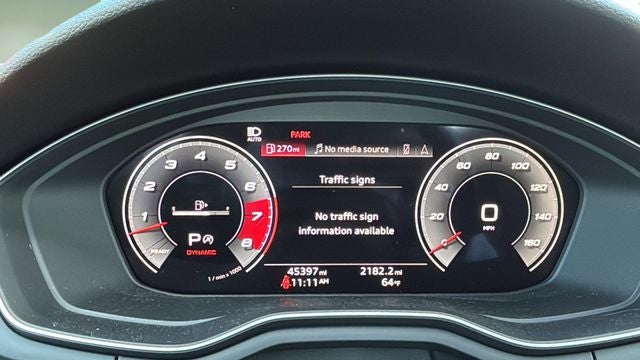 AUTO
PARK
270mi
No media source
A
Traffic signs
No traffic sign
information available
1
2
3
4
5
6
7
8
READY
P
DYNAMIC
1 / min x 1000
0
20
40
60
80
100
120
140
160
0
MPH
45397mi
2182.2mi
11:11AM
64°F